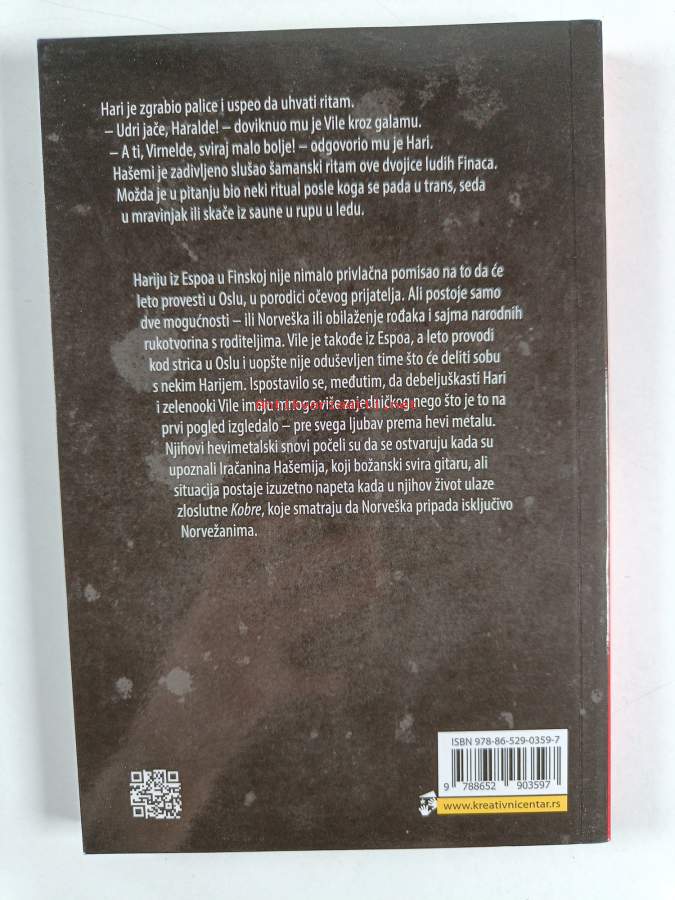 Hari je zgrabio palice i uspeo da uhvati ritam.
– Udri jače, Haralde! – doviknuo mu je Vile kroz galamu.
– A ti, Virnelde, sviraj malo bolje! – odgovorio mu je Hari.
Hašemi je zadivljeno slušao šamanski ritam ove dvojice ludih Finaca.
Možda je u pitanju bio neki ritual posle koga se pada u trans, seda
u mravinjak ili skače iz saune u rupu u ledu.
Hariju iz Espoa u Finskoj nije nimalo privlačna pomisao na to da će
leto provesti u Oslu, u porodici očevog prijatelja. Ali postoje samo
dve mogućnosti – ili Norveška ili obilaženje rođaka i sajma narodnih
rukotvorina s roditeljima. Vile je takođe iz Espoa, a leto provodi
kod strica u Oslu i uopšte nije oduševljen time što će deliti sobu
s nekim Harijem. Ispostavilo se, međutim, da debeljuškasti Hari
i zelenooki Vile imaju mnogo više zajedničkog nego što je to na
prvi pogled izgledalo – pre svega ljubav prema hevi metalu.
Njihovi hevimetalski snovi počeli su da se ostvaruju kada su
upoznali Iračanina Hašemija, koji božanski svira gitaru, ali
situacija postaje izuzetno napeta kada u njihov život ulaze
zloslutne Kobre, koje smatraju da Norveška pripada isključivo
Norvežanima.
ISBN 978-86-529-0359-7
9 788652 903597
www.kreativnicentar.rs